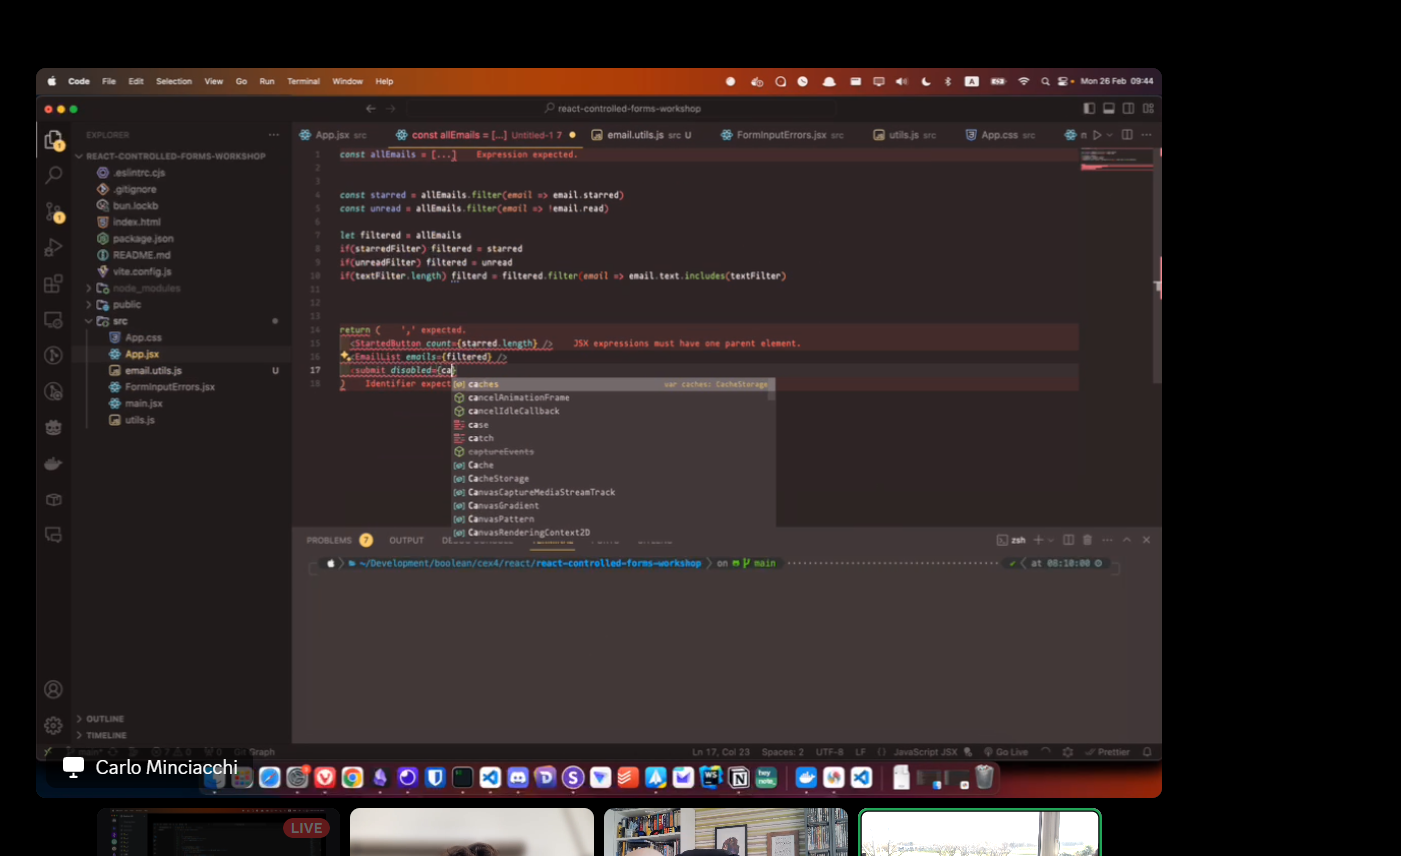 Code File Edit Selection View Go Run Terminal Window Help
A
Mon 26 Feb 09:44
react-controlled-forms-workshop
EXPLORER
App.jsx src
const allEmails = [...] Untitled-1 7
email.utils.js src U
FormInputErrors.jsx src
utils.js src
App.css src
REACT-CONTROLLED-FORMS-WORKSHOP
.eslintrc.cjs
.gitignore
bun.lockb
index.html
package.json
README.md
vite.config.js
node_modules
public
src
App.css
App.jsx
email.utils.js U
FormInputErrors.jsx
main.jsx
utils.js
OUTLINE
TIMELINE
1 const allEmails = [...] Expression expected.
2
3
4 const starred = allEmails.filter(email => email.starred)
5 const unread = allEmails.filter(email => !email.read)
6
7 let filtered = allEmails
8 if(starredFilter) filtered = starred
9 if(unreadFilter) filtered = unread
10 if(textFilter.length) filterd = filtered.filter(email => email.text.includes(textFilter)
11
12
13
14 return ( ',' expected.
15 <StartedButton count={starred.length} /> JSX expressions must have one parent element.
16 <EmailList emails={filtered} />
17 <submit disabled={ca}
18 ) Identifier expect
caches var caches: CacheStorage
cancelAnimationFrame
cancelIdleCallback
case
catch
captureEvents
Cache
CacheStorage
CanvasCaptureMediaStreamTrack
CanvasGradient
CanvasPattern
CanvasRenderingContext2D
PROBLEMS 7 OUTPUT
zsh
~/Development/boolean/cex4/react/react-controlled-forms-workshop on main
at 08:10:00
Ln 17, Col 23 Spaces: 2 UTF-8 LF {} JavaScript JSX Go Live Prettier
Graph
Carlo Minciacchi
hey note_
LIVE